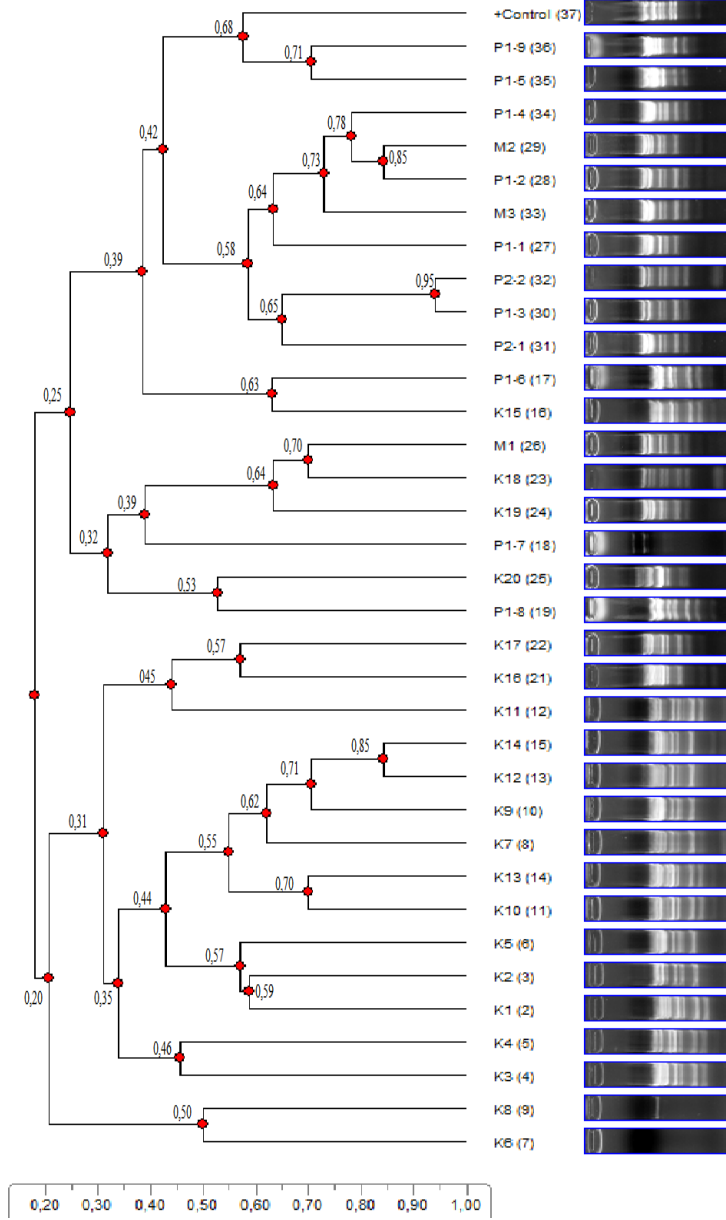 +Control (37)
0,68
P1-9 (36)
0,71
P1-5 (35)
P1-4 (34)
0,78
0,42
M2 (29)
0,85
0,73
P1-2 (28)
0,64
M3 (33)
P1-1 (27)
0,58
0,39
P2-2 (32)
0,95
0,65
P1-3 (30)
P2-1 (31)
P1-6 (17)
0,63
0,25
K15 (16)
M1 (26)
0,70
0,64
K18 (23)
0,39
K19 (24)
0,32
P1-7 (18)
K20 (25)
0,53
P1-8 (19)
K17 (22)
0,57
045
K16 (21)
K11 (12)
K14 (15)
0,85
0,71
K12 (13)
0,62
K9 (10)
0,31
0,55
K7 (8)
K13 (14)
0,70
0,44
K10 (11)
K5 (6)
0,57
K2 (3)
0,59
0,20
0,35
K1 (2)
K4 (5)
0,46
K3 (4)
K8 (9)
0,50
K6 (7)
0,20 0,30 0,40 0,50 0,60 0,70 0,80 0,90 1,00